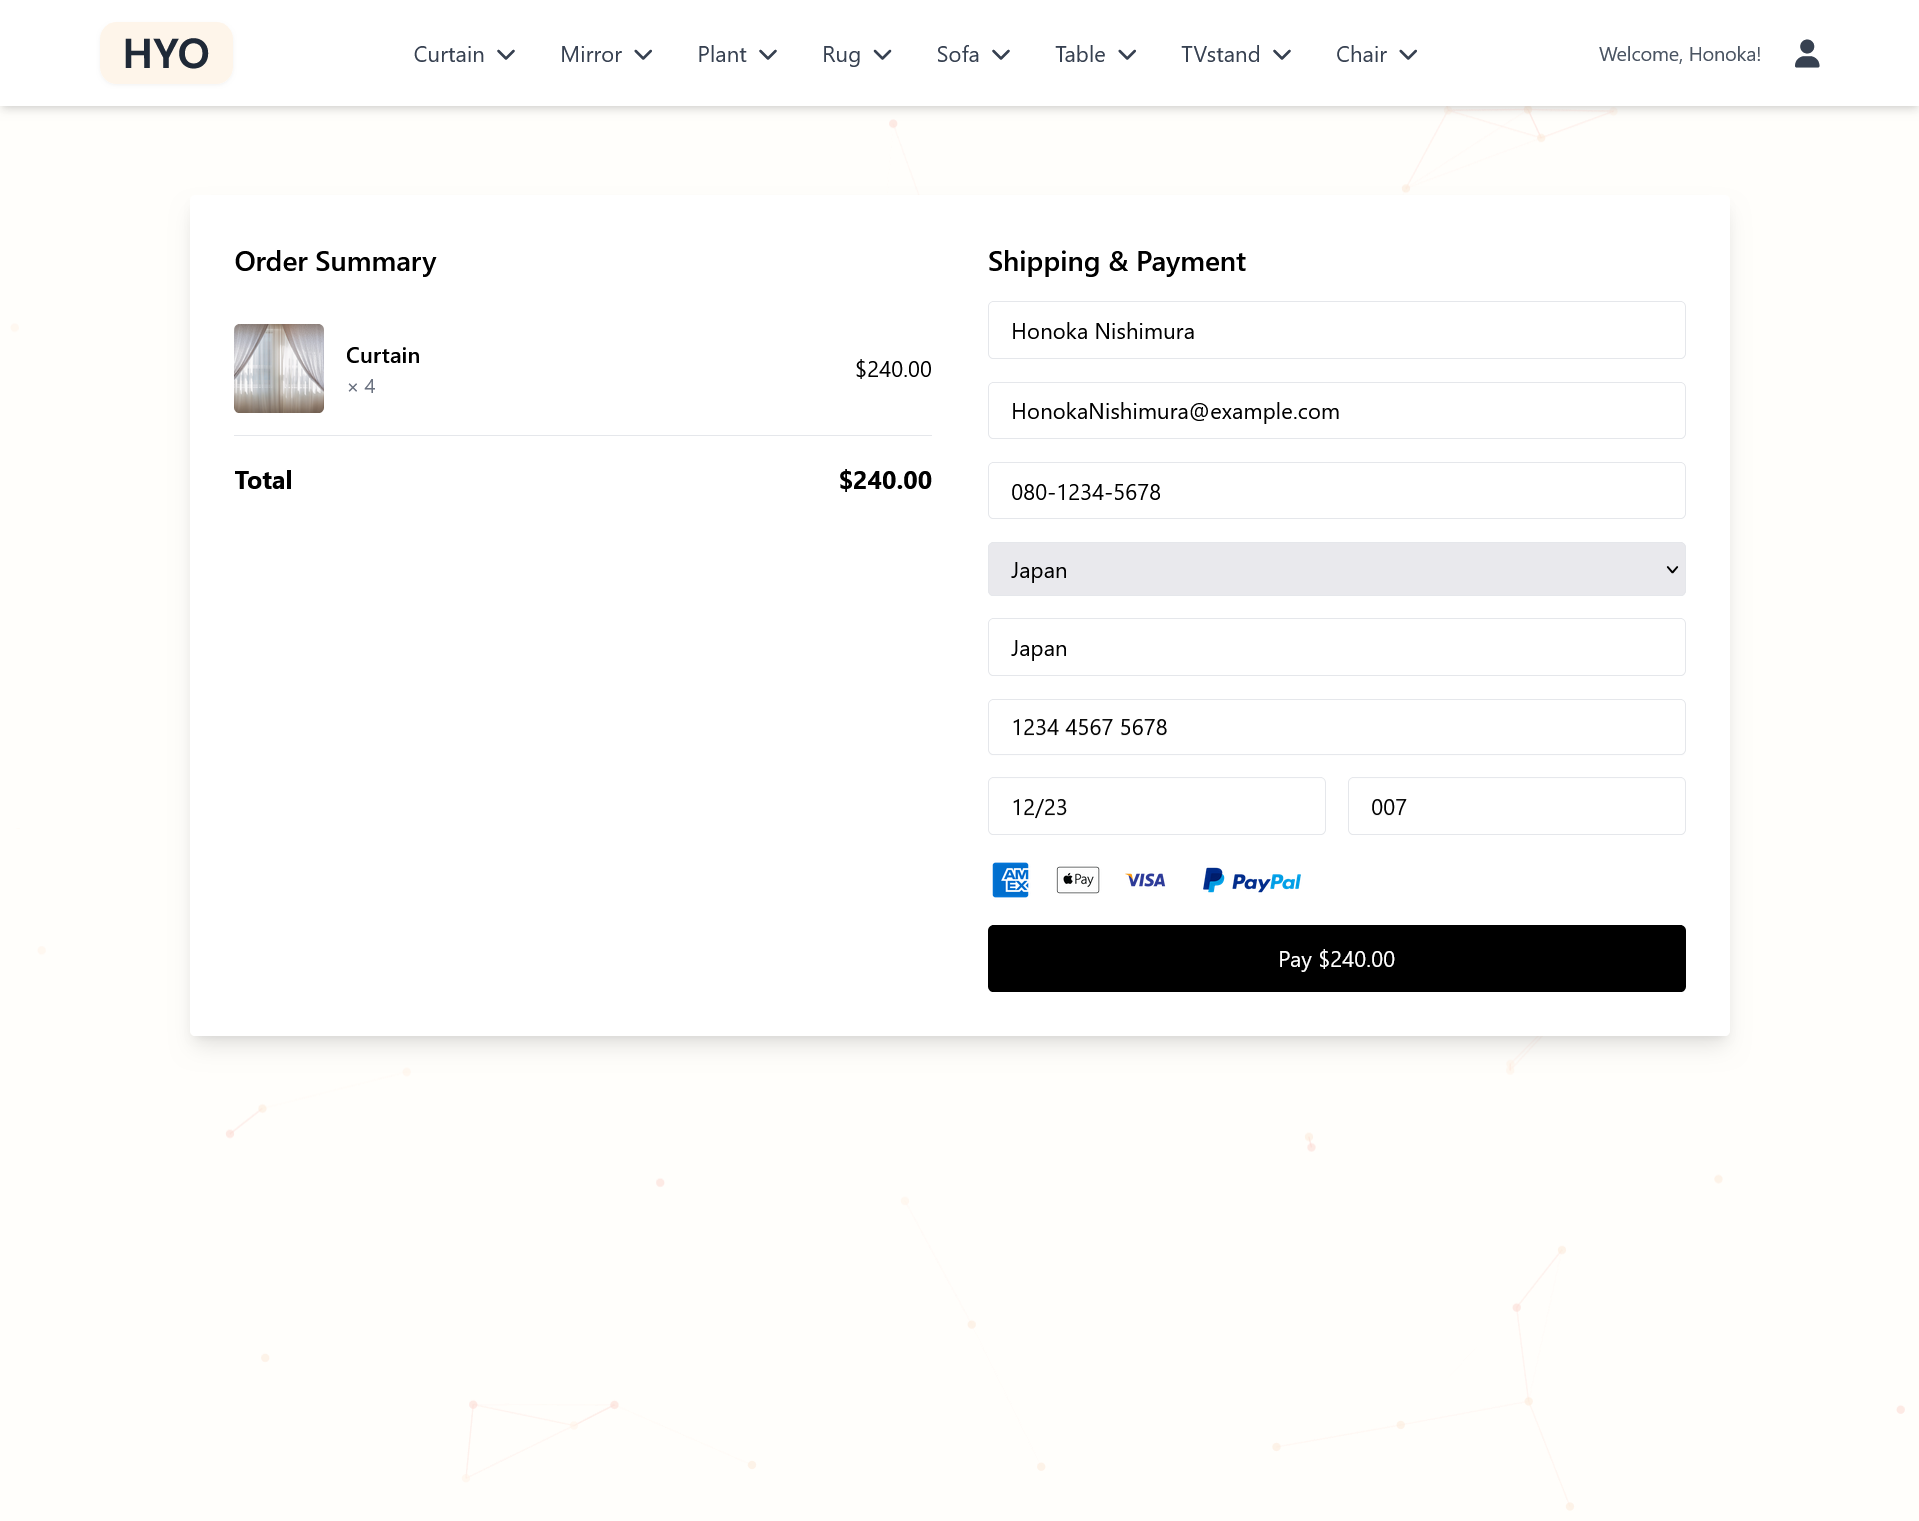 HYO
Curtain
Mirror
Plant
Rug
Sofa
Table
TVstand
Chair
Welcome, Honoka!
Order Summary
Curtain
× 4
$240.00
Total
$240.00
Shipping & Payment
Honoka Nishimura
HonokaNishimura@example.com
080-1234-5678
Japan
Japan
1234 4567 5678
12/23
007
AM
EX
Pay
VISA
PayPal
Pay $240.00